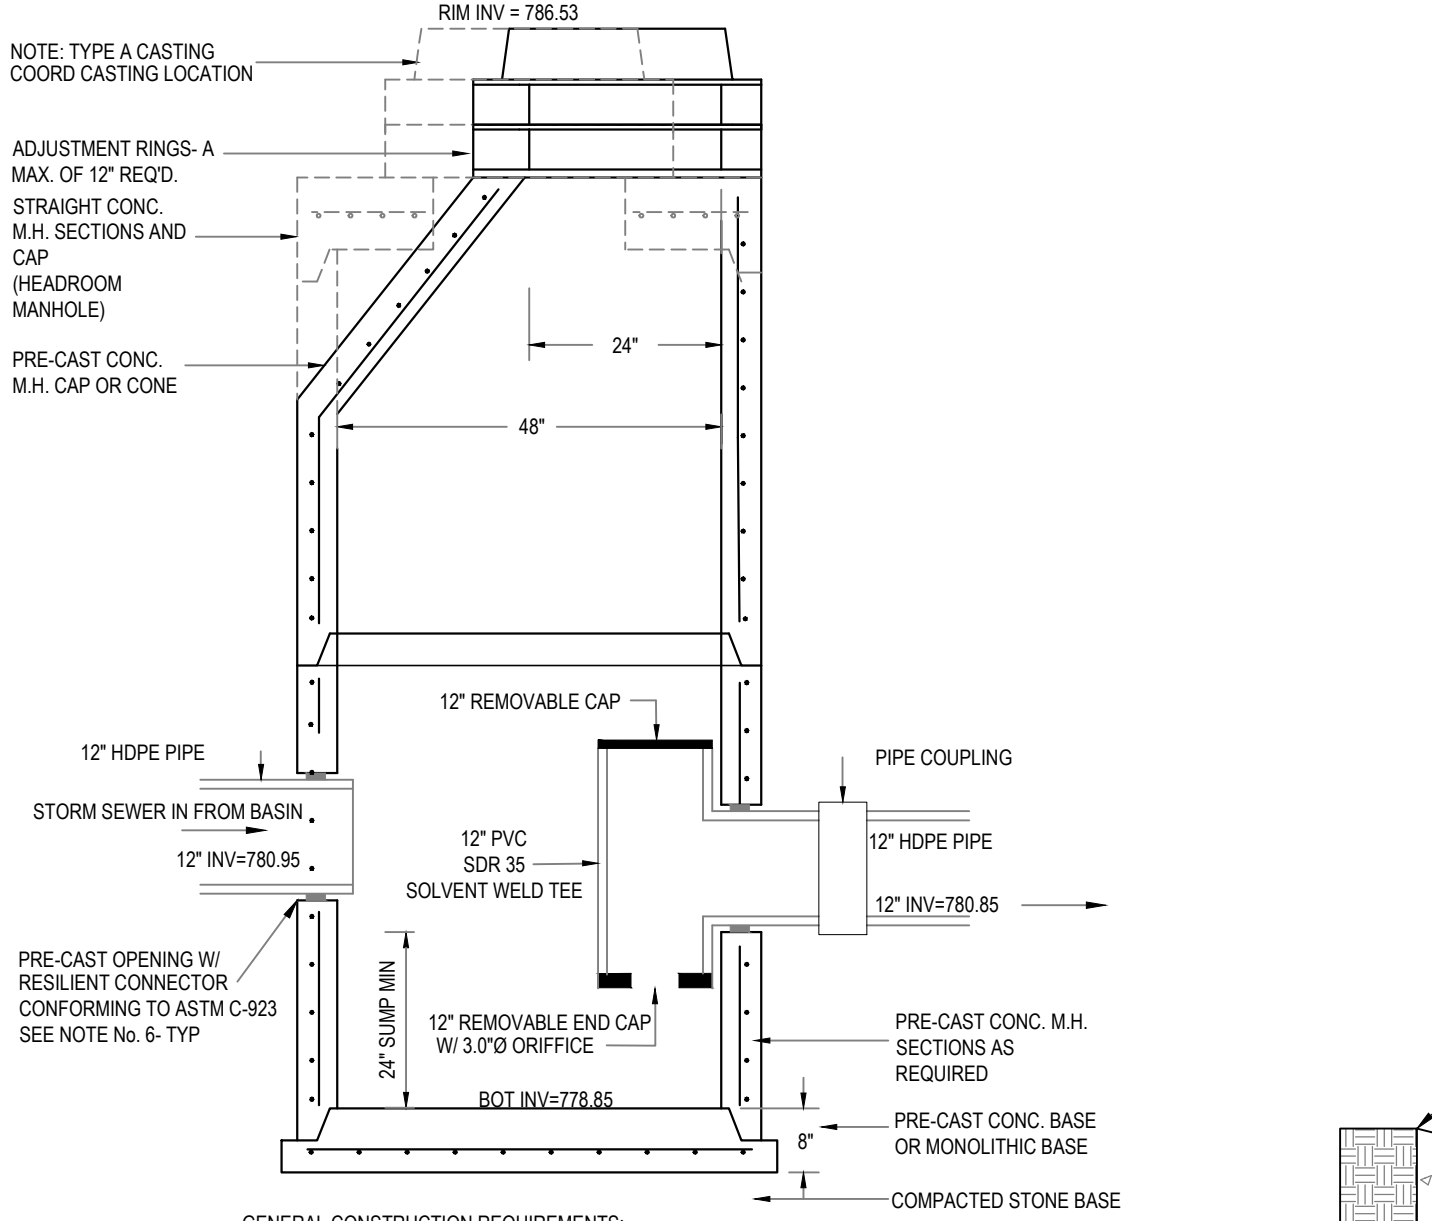 RIM INV = 786.53
NOTE: TYPE A CASTING
COORD CASTING LOCATION
ADJUSTMENT RINGS- A
MAX. OF 12" REQ'D.
STRAIGHT CONC.
M.H. SECTIONS AND
CAP
(HEADROOM
MANHOLE)
PRE-CAST CONC.
M.H. CAP OR CONE
24"
48"
12" REMOVABLE CAP
12" HDPE PIPE
PIPE COUPLING
STORM SEWER IN FROM BASIN
12" INV=780.95
12" PVC
SDR 35
SOLVENT WELD TEE
12" HDPE PIPE
12" INV=780.85
PRE-CAST OPENING W/
RESILIENT CONNECTOR
CONFORMING TO ASTM C-923
SEE NOTE No. 6- TYP
24" SUMP MIN
12" REMOVABLE END CAP
W/ 3.0"Ø ORIFFICE
PRE-CAST CONC. M.H.
SECTIONS AS
REQUIRED
BOT INV=778.85
8"
PRE-CAST CONC. BASE
OR MONOLITHIC BASE
COMPACTED STONE BASE
GENERAL CONSTRUCTION REQUIREMENTS: